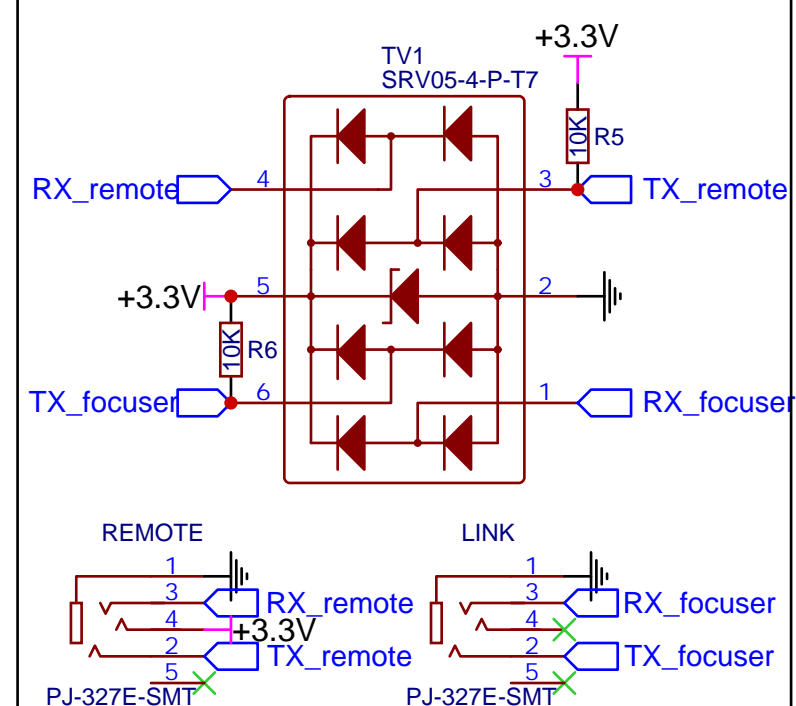 +3.3V
TV1
SRV05-4-P-T7
10K
R5
RX_remote
4
3
TX_remote
+3.3V
5
2
10K
R6
TX_focuser
6
1
RX_focuser
REMOTE
LINK
1
3
RX_remote
4
+3.3V
2
TX_remote
5
PJ-327E-SMT
1
3
RX_focuser
4
2
TX_focuser
5
PJ-327E-SMT